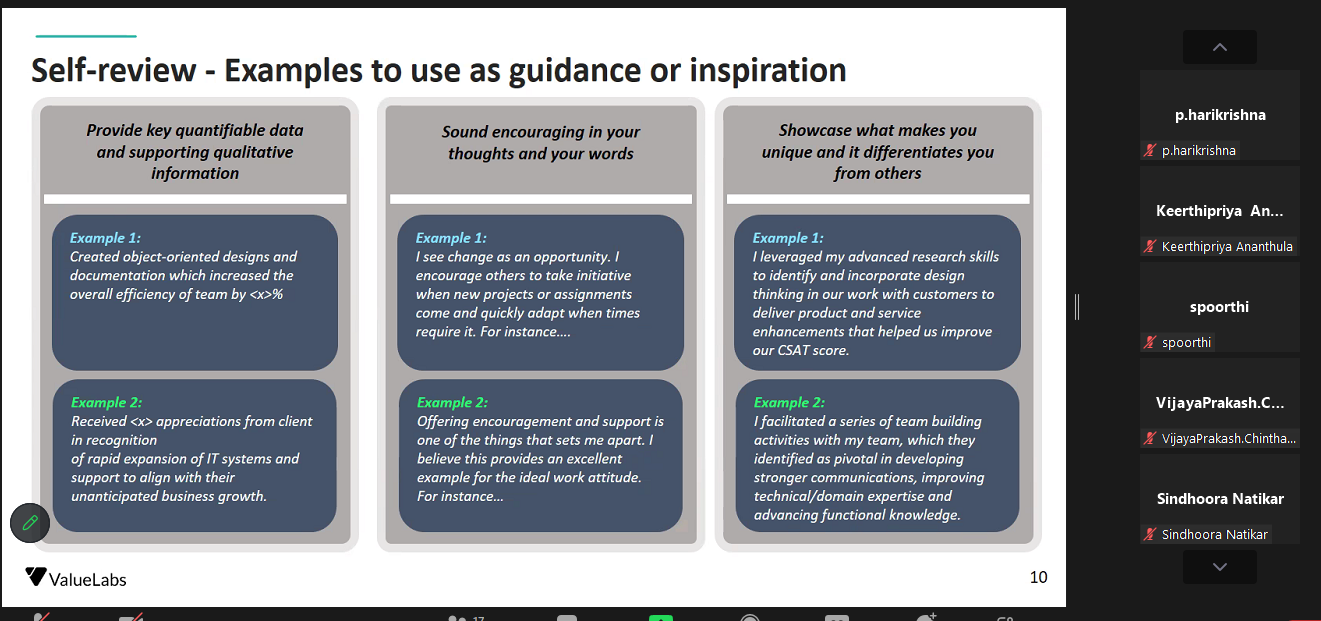 Self-review - Examples to use as guidance or inspiration
Provide key quantifiable data
and supporting qualitative
information
Example 1:
Created object-oriented designs and
documentation which increased the
overall efficiency of team by <x>%
Example 2:
Received <x> appreciations from client
in recognition
of rapid expansion of IT systems and
support to align with their
unanticipated business growth.
Sound encouraging in your
thoughts and your words
Example 1:
I see change as an opportunity. I
encourage others to take initiative
when new projects or assignments
come and quickly adapt when times
require it. For instance....
Example 2:
Offering encouragement and support is
one of the things that sets me apart. I
believe this provides an excellent
example for the ideal work attitude.
For instance...
Showcase what makes you
unique and it differentiates you
from others
Example 1:
I leveraged my advanced research skills
to identify and incorporate design
thinking in our work with customers to
deliver product and service
enhancements that helped us improve
our CSAT score.
Example 2:
I facilitated a series of team building
activities with my team, which they
identified as pivotal in developing
stronger communications, improving
technical/domain expertise and
advancing functional knowledge.
ValueLabs
10
p.harikrishna
p.harikrishna
Keerthipriya An...
Keerthipriya Ananthula
spoorthi
spoorthi
VijayaPrakash.C...
VijayaPrakash.Chintha...
Sindhoora Natikar
Sindhoora Natikar
17